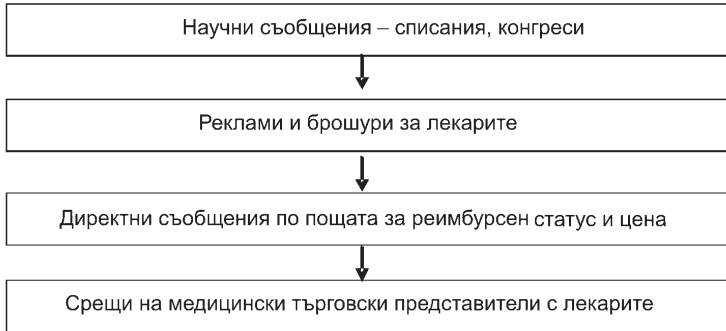 Научни съобщения – списания, конгреси
Реклами и брошури за лекарите
Директни съобщения по пощата за реимбурсен статус и цена
Срещи на медицински търговски представители с лекарите